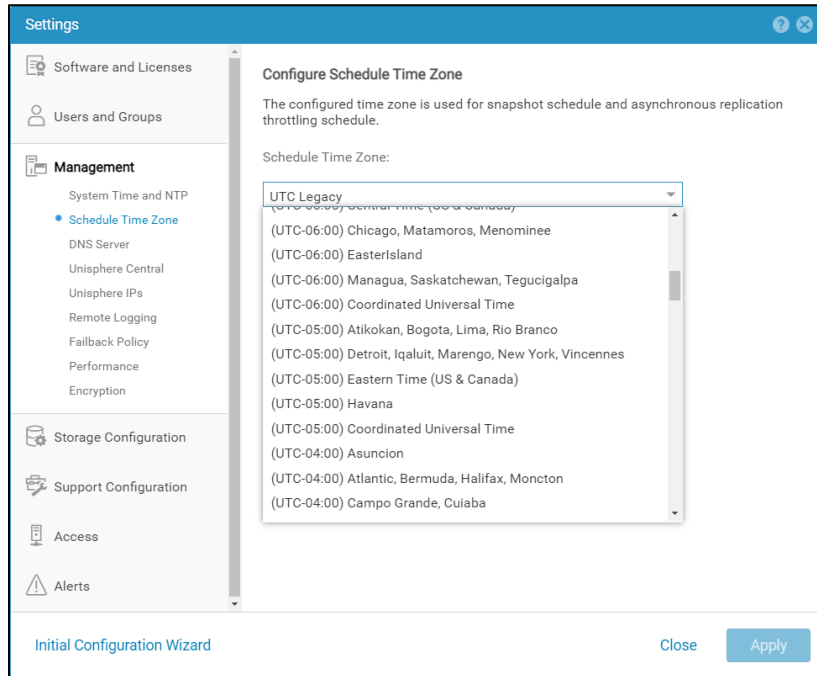 Settings
Software and Licenses
Users and Groups
Management
System Time and NTP
Schedule Time Zone
DNS Server
Unisphere Central
Unisphere IPs
Remote Logging
Failback Policy
Performance
Encryption
Storage Configuration
Support Configuration
Access
Alerts
Configure Schedule Time Zone
The configured time zone is used for snapshot schedule and asynchronous replication
throttling schedule.
Schedule Time Zone:
UTC Legacy
(UTC-06:00) Central Time (US & Canada)
(UTC-06:00) Chicago, Matamoros, Menominee
(UTC-06:00) EasterIsland
(UTC-06:00) Managua, Saskatchewan, Tegucigalpa
(UTC-06:00) Coordinated Universal Time
(UTC-05:00) Atikokan, Bogota, Lima, Rio Branco
(UTC-05:00) Detroit, Iqaluit, Marengo, New York, Vincennes
(UTC-05:00) Eastern Time (US & Canada)
(UTC-05:00) Havana
(UTC-05:00) Coordinated Universal Time
(UTC-04:00) Asuncion
(UTC-04:00) Atlantic, Bermuda, Halifax, Moncton
(UTC-04:00) Campo Grande, Cuiaba
Initial Configuration Wizard
Close
Apply